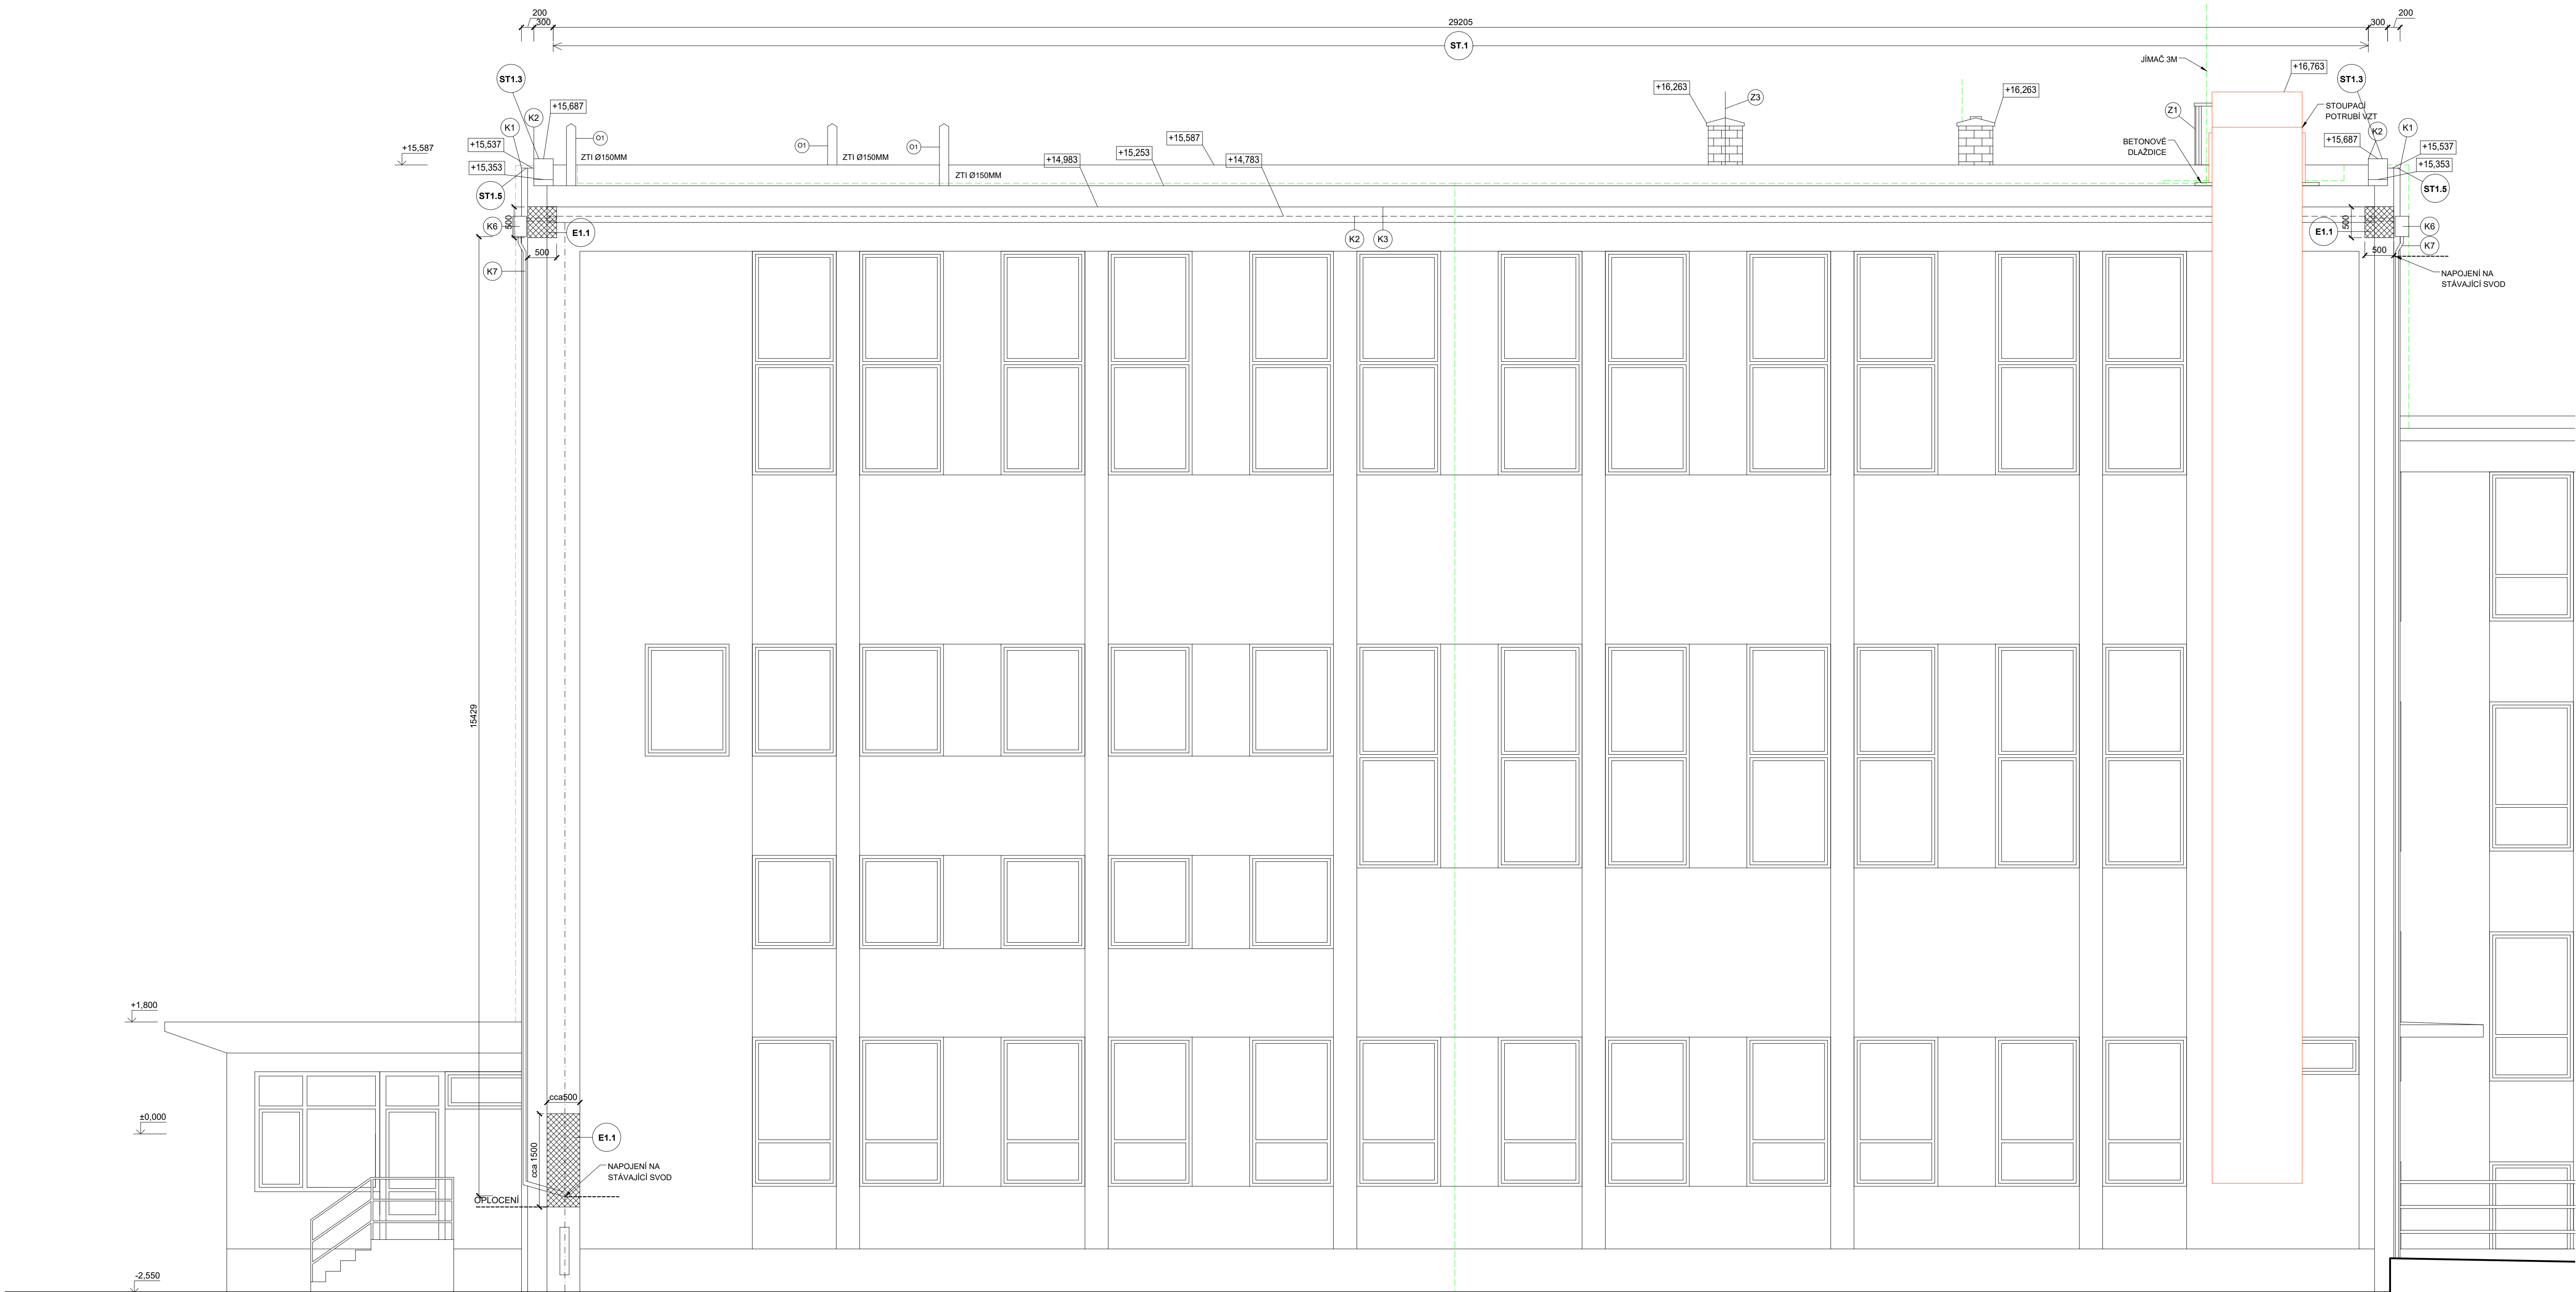 200
300
29205
300
200
ST.1
JÍMAČ 3M
+16,763
ST1.3
ST1.3
+16,263
Z3
+16,263
Z1
STOUPACÍ
POTRUBÍ VZT
K2
+15,687
K1
+15,537
+15,353
+15,587
O1
ZTI Ø150MM
O1
ZTI Ø150MM
O1
ZTI Ø150MM
+14,983
+15,253
+15,587
+14,783
BETONOVÉ
DLAŽDICE
K2
K1
+15,687
+15,537
+15,353
ST1.5
ST1.5
500
K6
E1.1
500
K7
K2
K3
E1.1
500
K6
K7
500
NAPOJENÍ NA
STÁVAJÍCÍ SVOD
15429
+1,800
±0,000
-2,550
cca500
cca 1500
E1.1
NAPOJENÍ NA
STÁVAJÍCÍ SVOD
OPLOCENÍ